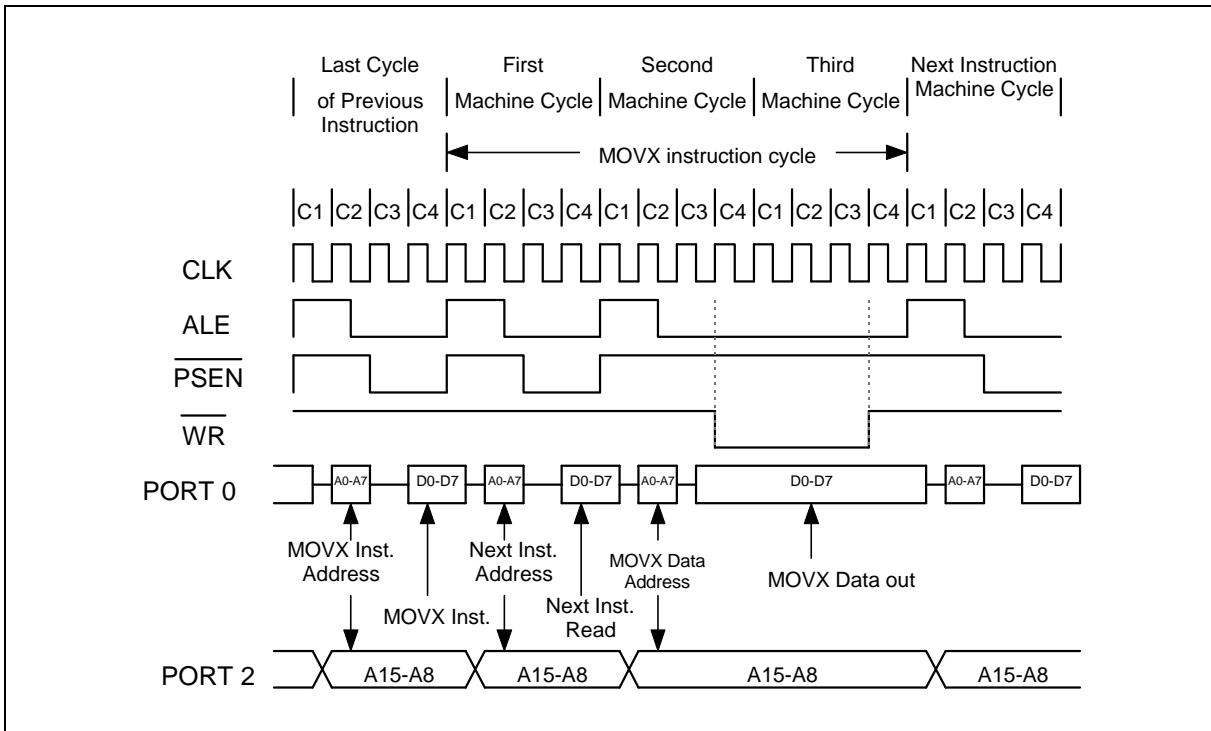 Last Cycle
of Previous
Instruction
First
Machine Cycle
Second
Machine Cycle
Third
Machine Cycle
Next Instruction
Machine Cycle
MOVX instruction cycle
C1 C2 C3 C4 C1 C2 C3 C4 C1 C2 C3 C4 C1 C2 C3 C4 C1 C2 C3 C4
CLK
ALE
PSEN
WR
PORT 0
A0-A7 D0-D7 A0-A7 D0-D7 A0-A7 D0-D7 A0-A7 D0-D7
MOVX Inst.
Address
MOVX Inst.
Next Inst.
Address
Next Inst.
Read
MOVX Data
Address
MOVX Data out
PORT 2
A15-A8 A15-A8 A15-A8 A15-A8